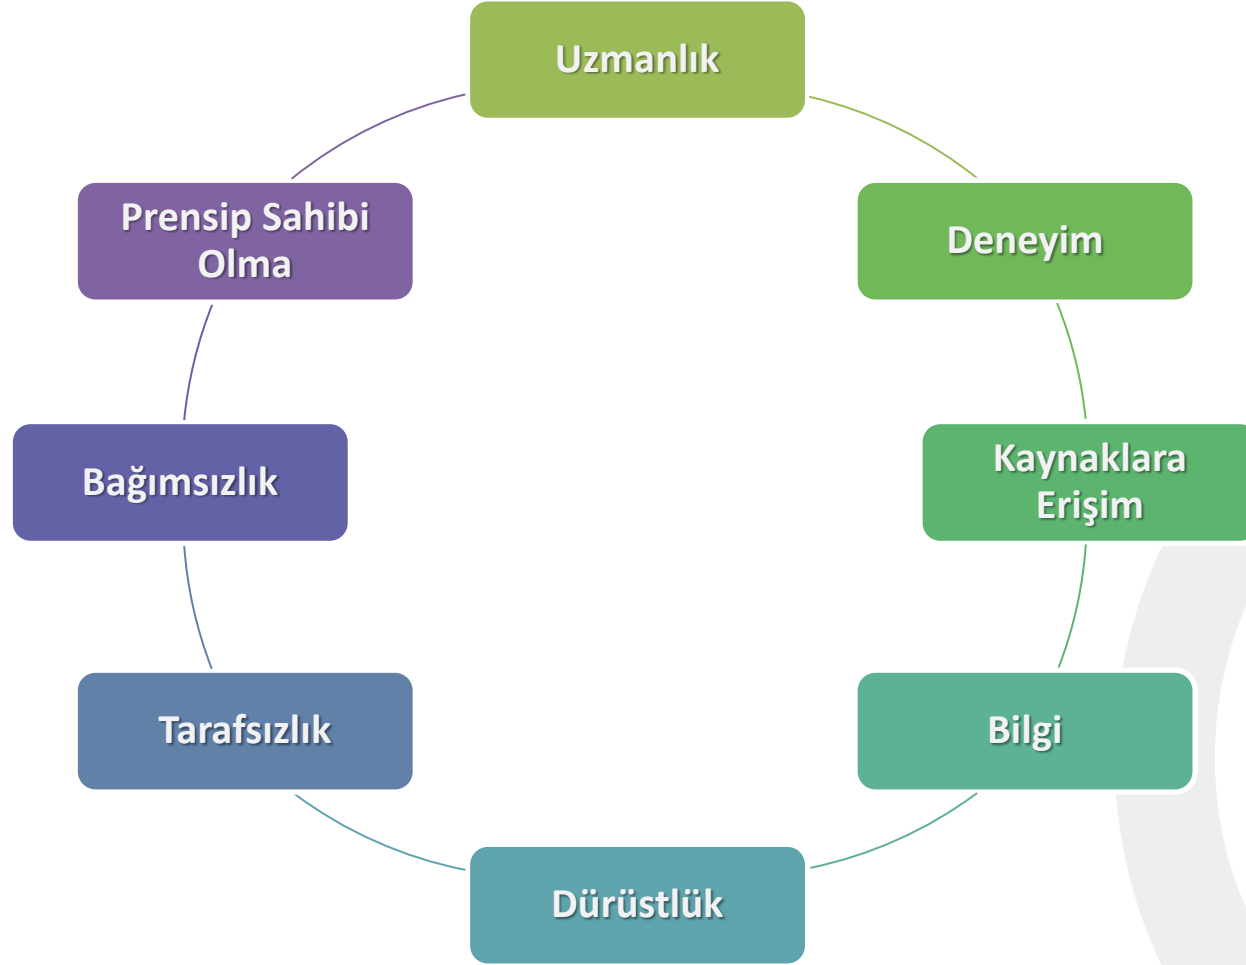 Uzmanlık
Deneyim
Kaynaklara
Erişim
Bilgi
Dürüstlük
Tarafsızlık
Bağımsızlık
Prensip Sahibi
Olma